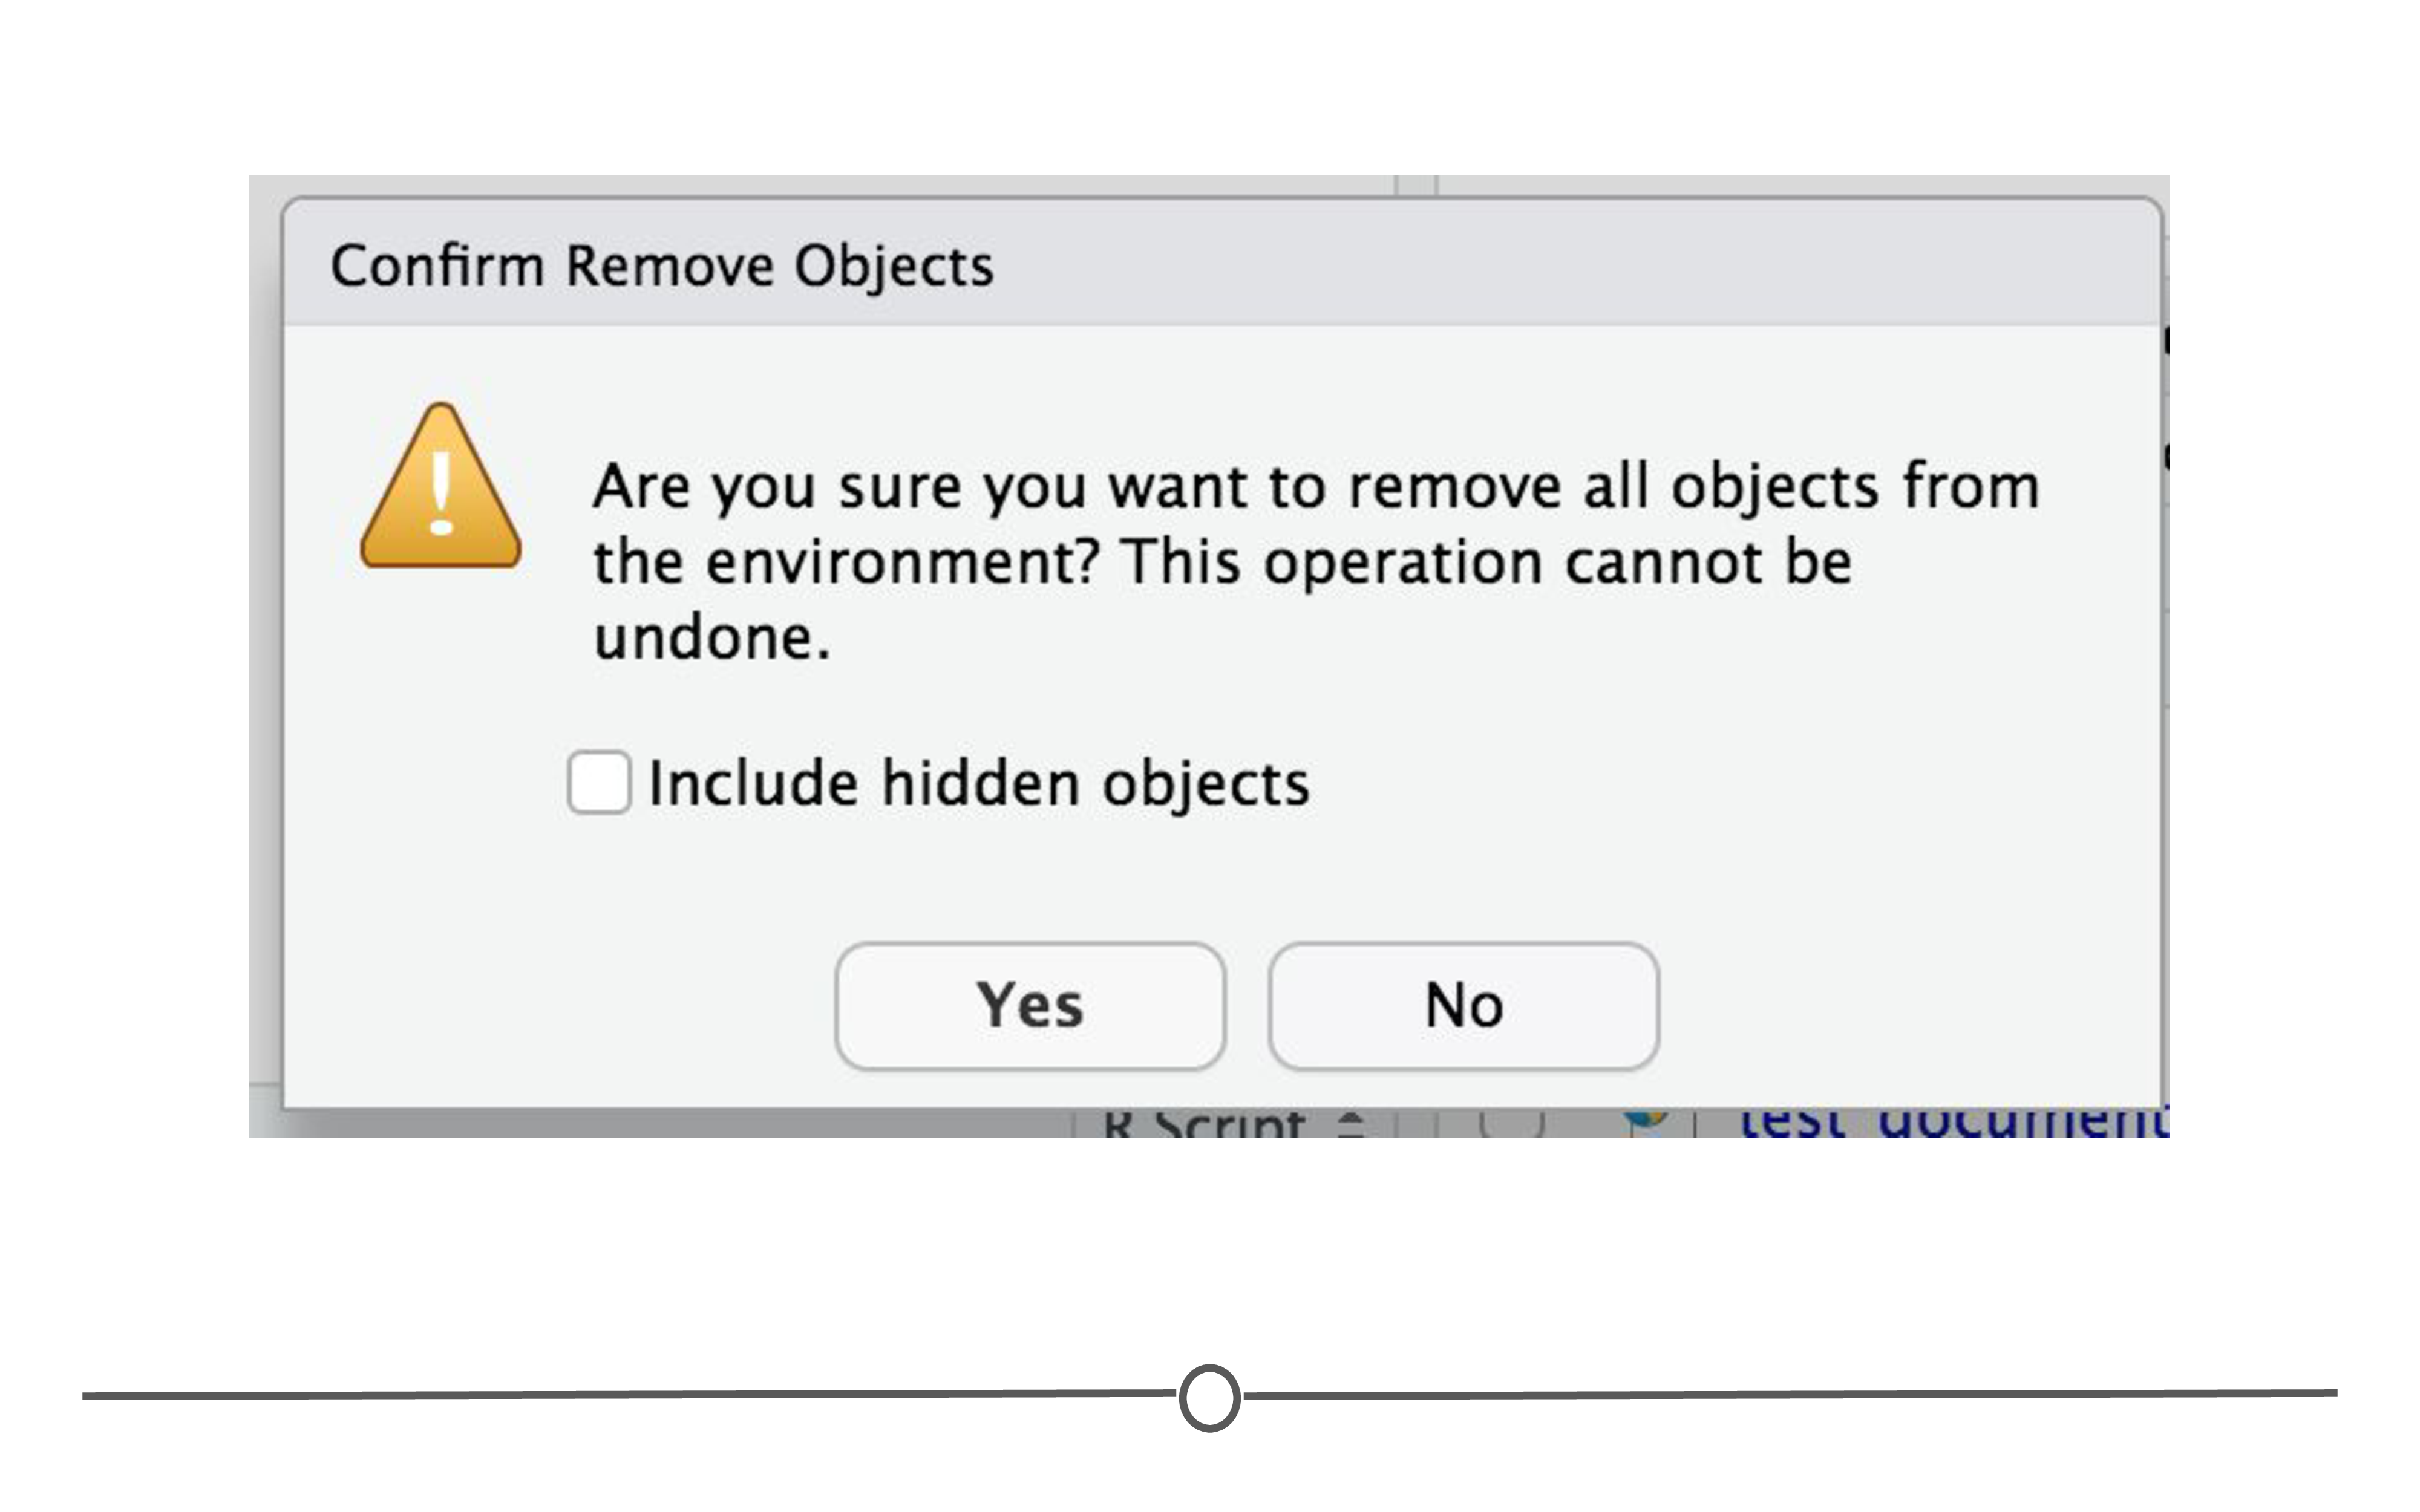 Confirm Remove Objects
Are you sure you want to remove all objects from
the environment? This operation cannot be
undone.
Include hidden objects
Yes
No
R Script
test document